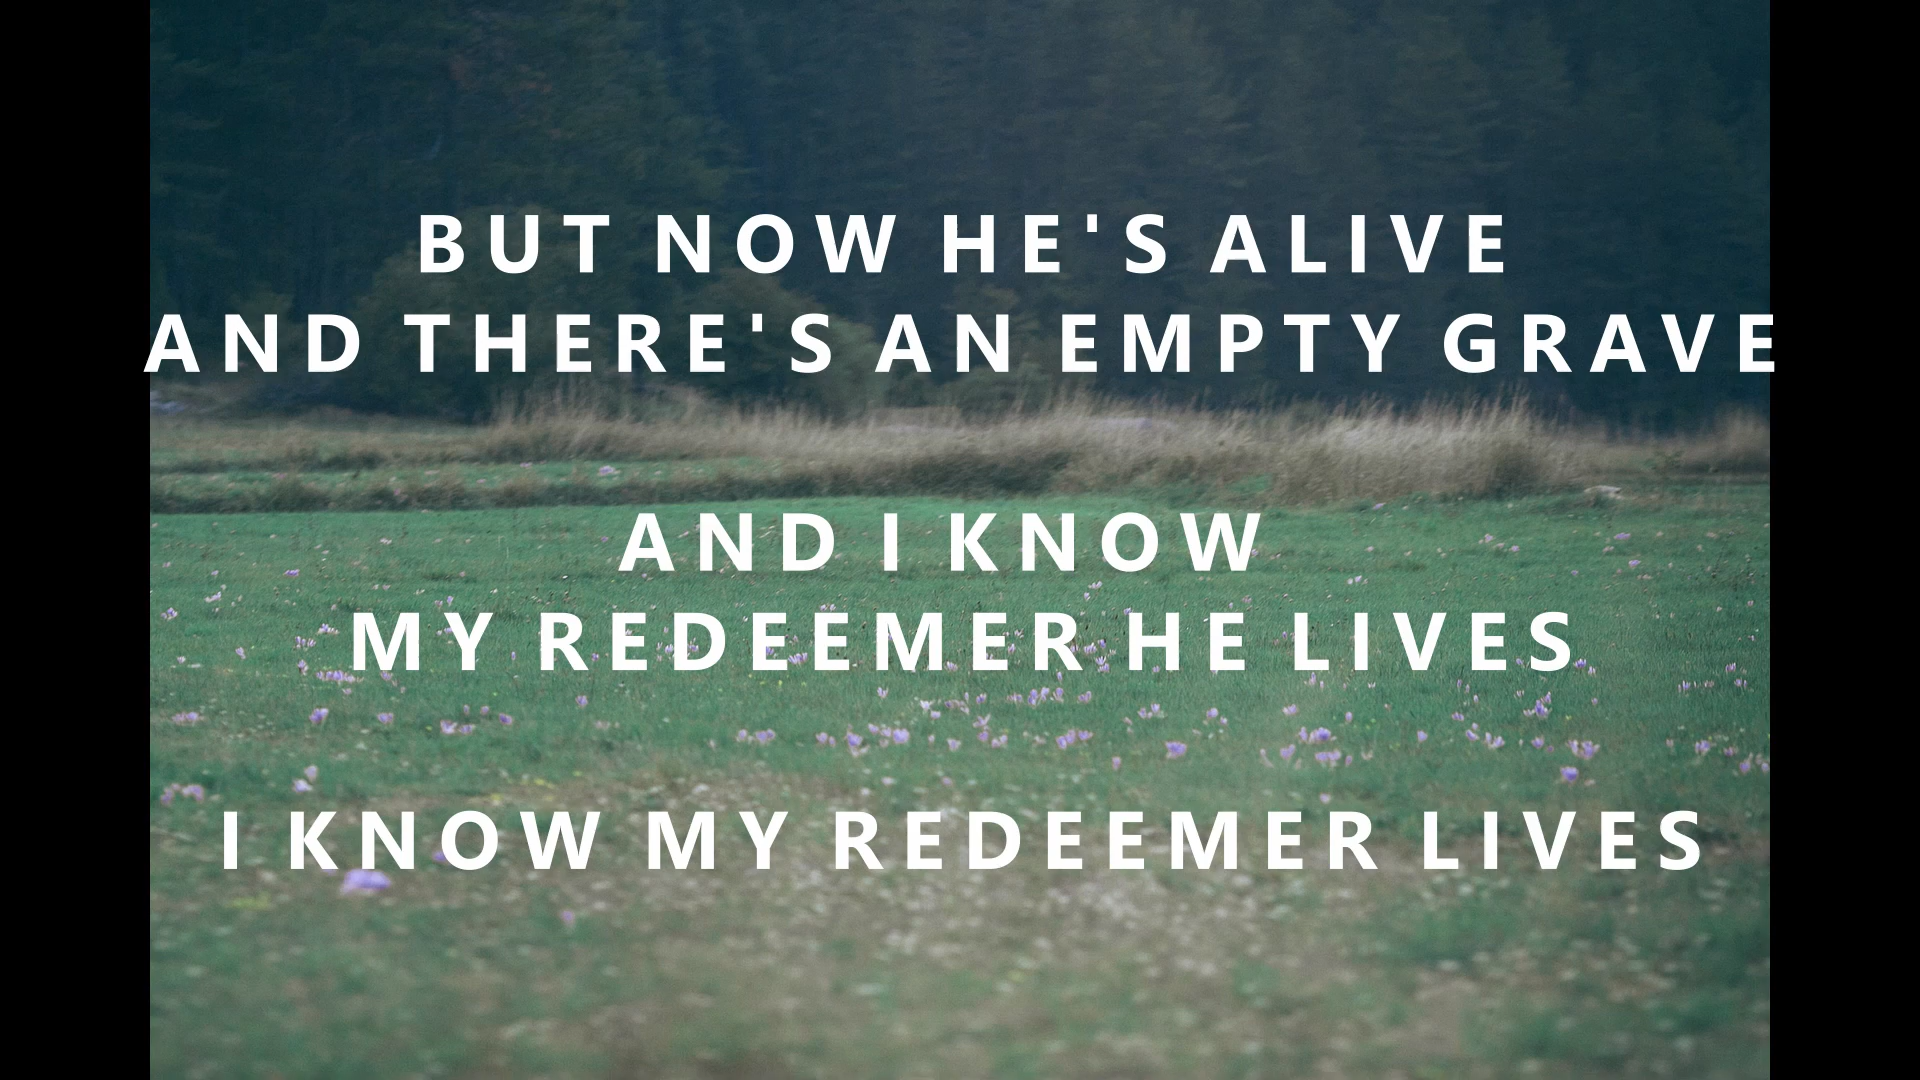 BUT NOW HE'S ALIVE
AND THERE'S AN EMPTY GRAVE
AND I KNOW
MY REDEEMER HE LIVES
I KNOW MY REDEEMER LIVES